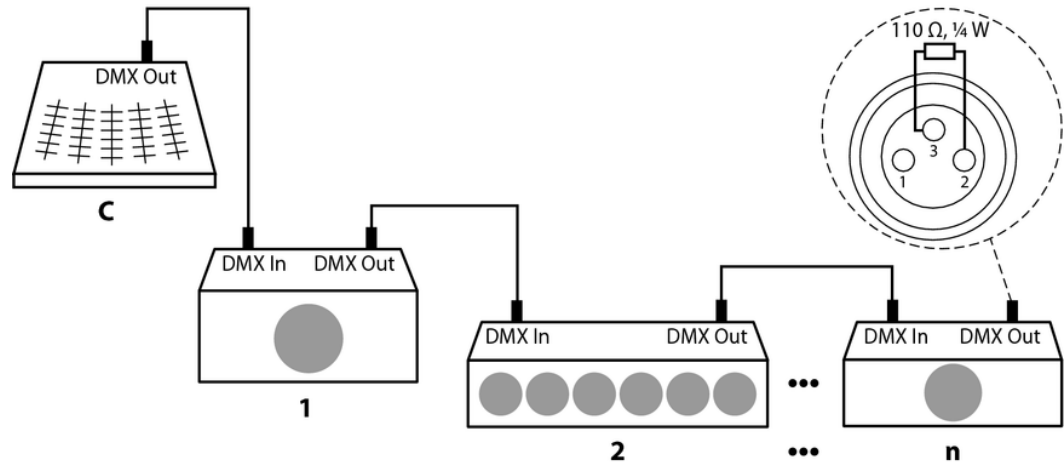 110 Ω, ¼ W
DMX Out
3
1
2
C
DMX In
DMX Out
1
DMX In
DMX Out
•••
DMX In
DMX Out
2
•••
n